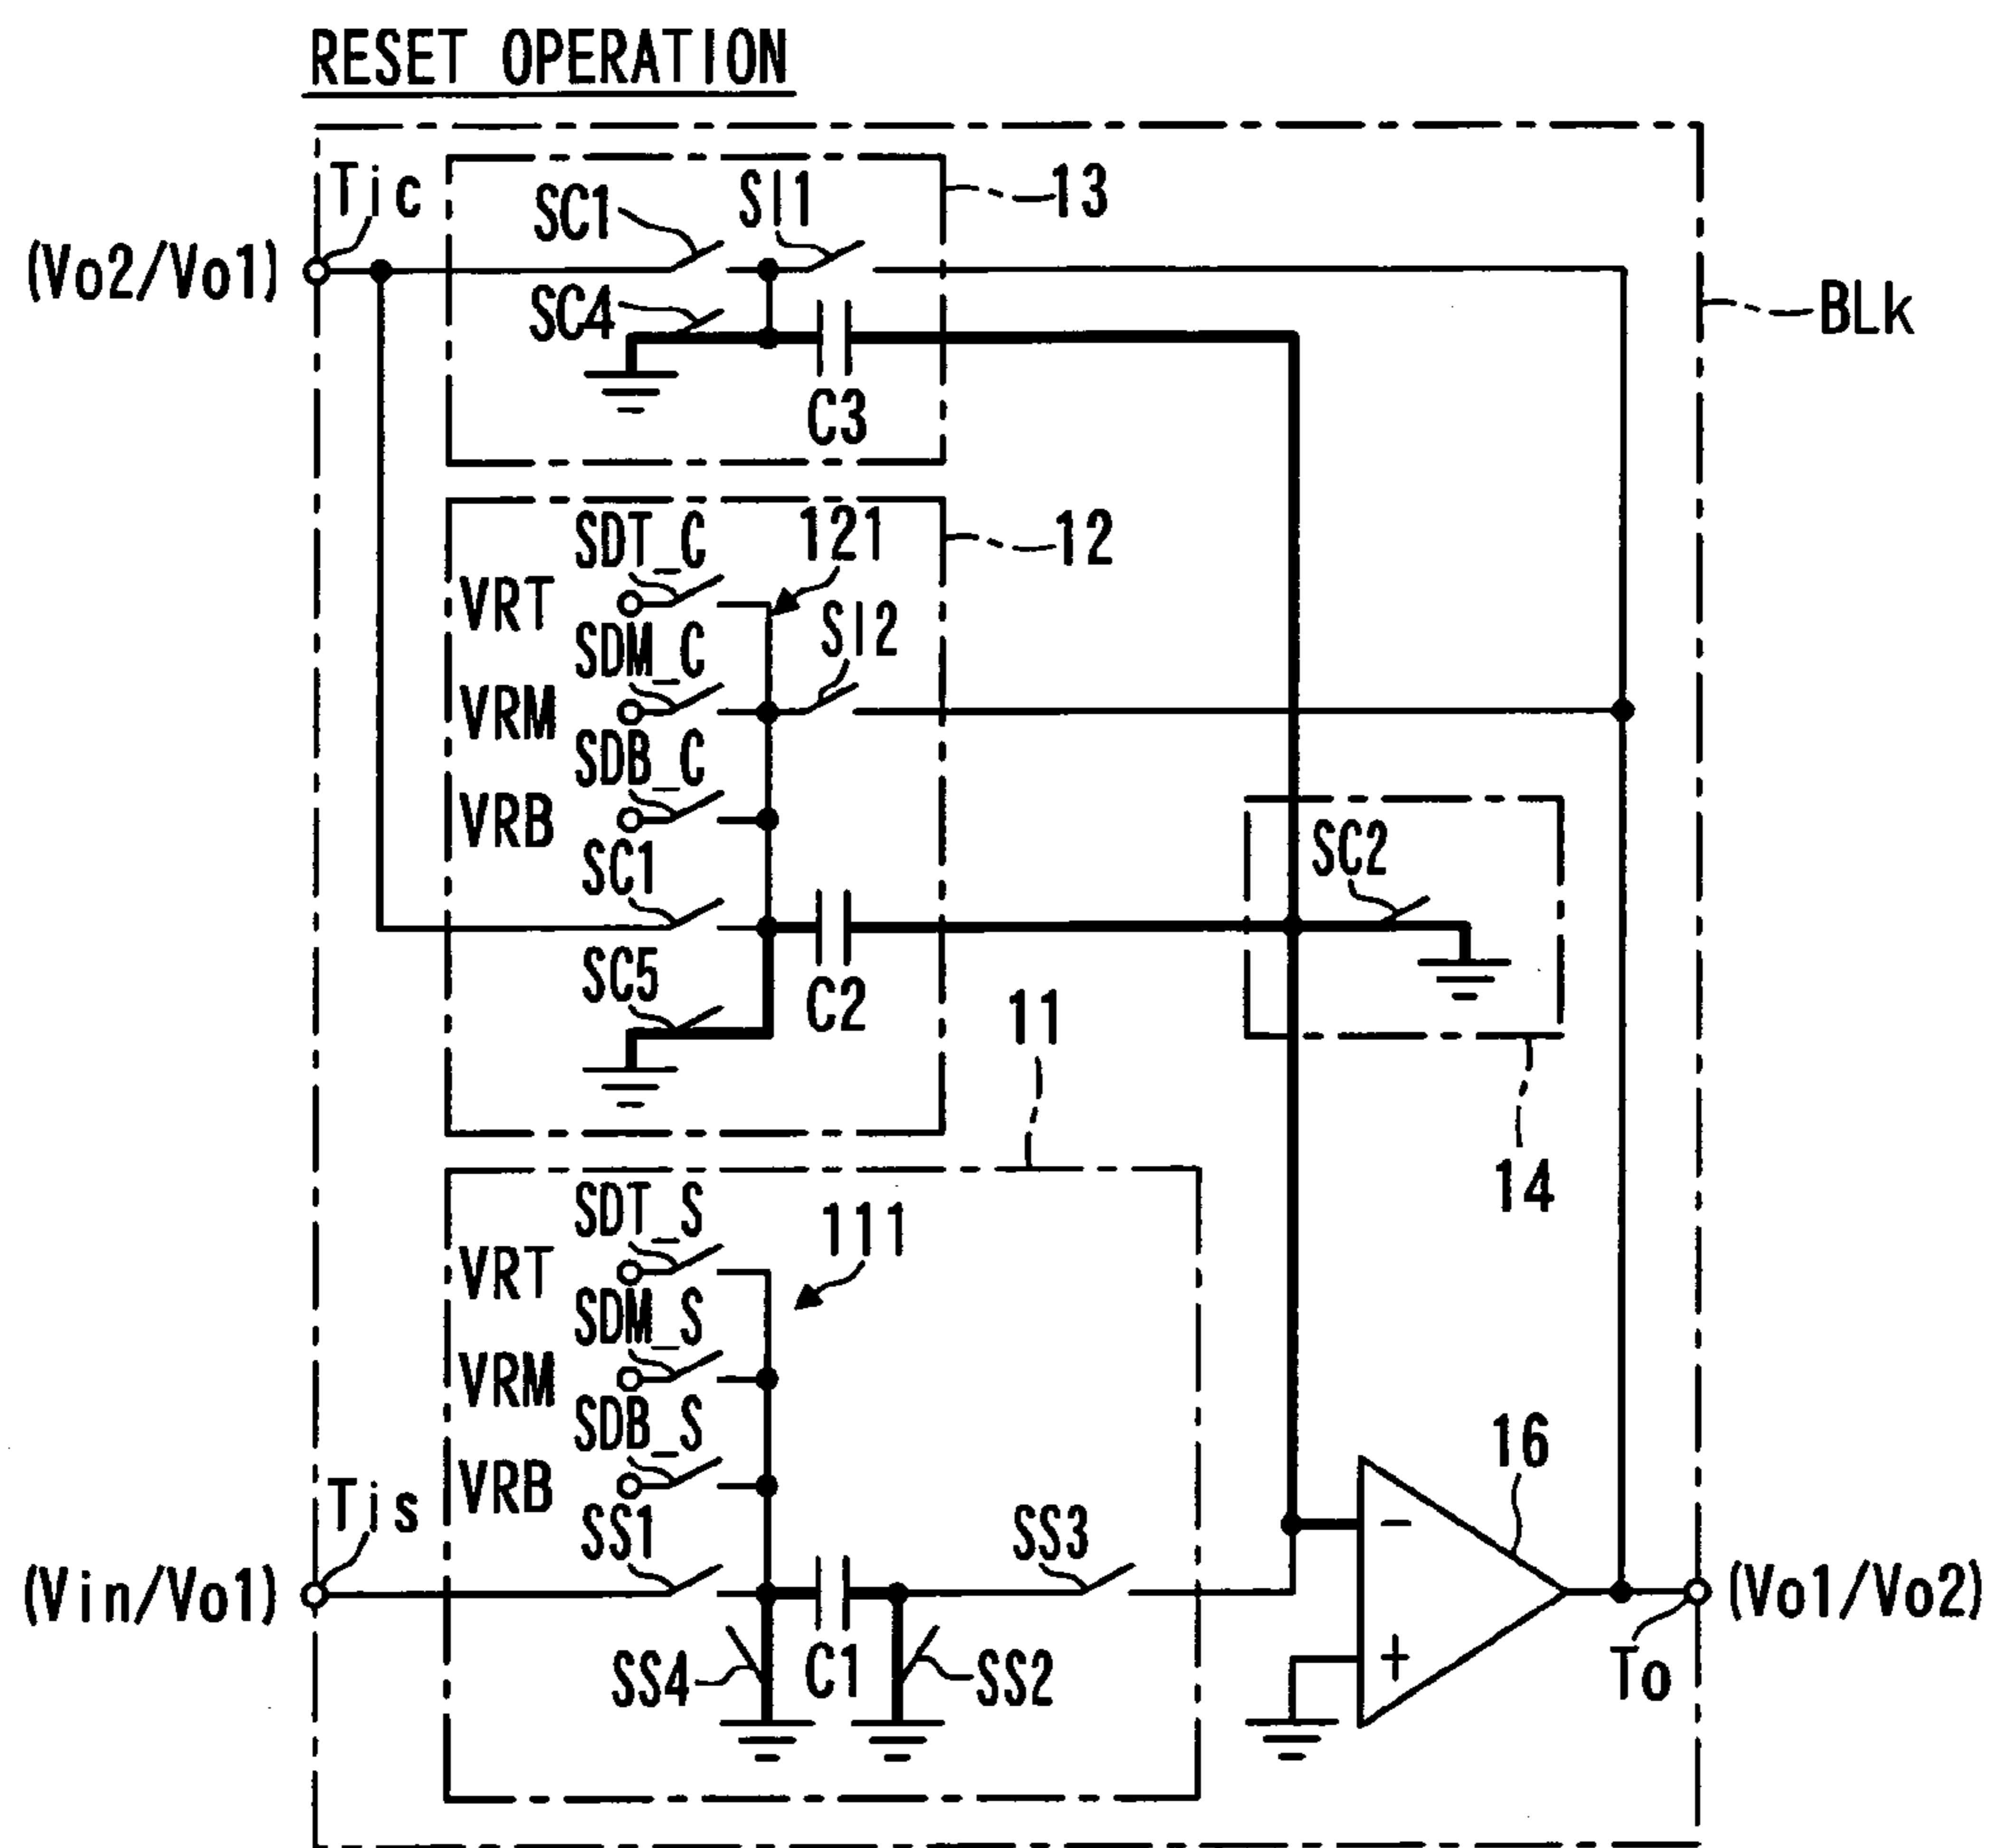 RESET OPERATION
Tic
SC1
SI1
13
(Vo2/Vo1)
SC4
BLk
C3
SDT_C
121
12
VRT
SDM_C
SI2
VRM
SDB_C
VRB
SC1
SC2
SC5
C2
11
14
SDT_S
111
VRT
SDM_S
VRM
SDB_S
16
VRB
Tis
SS1
SS3
(Vin/Vo1)
−
(Vo1/Vo2)
SS4
C1
SS2
+
To